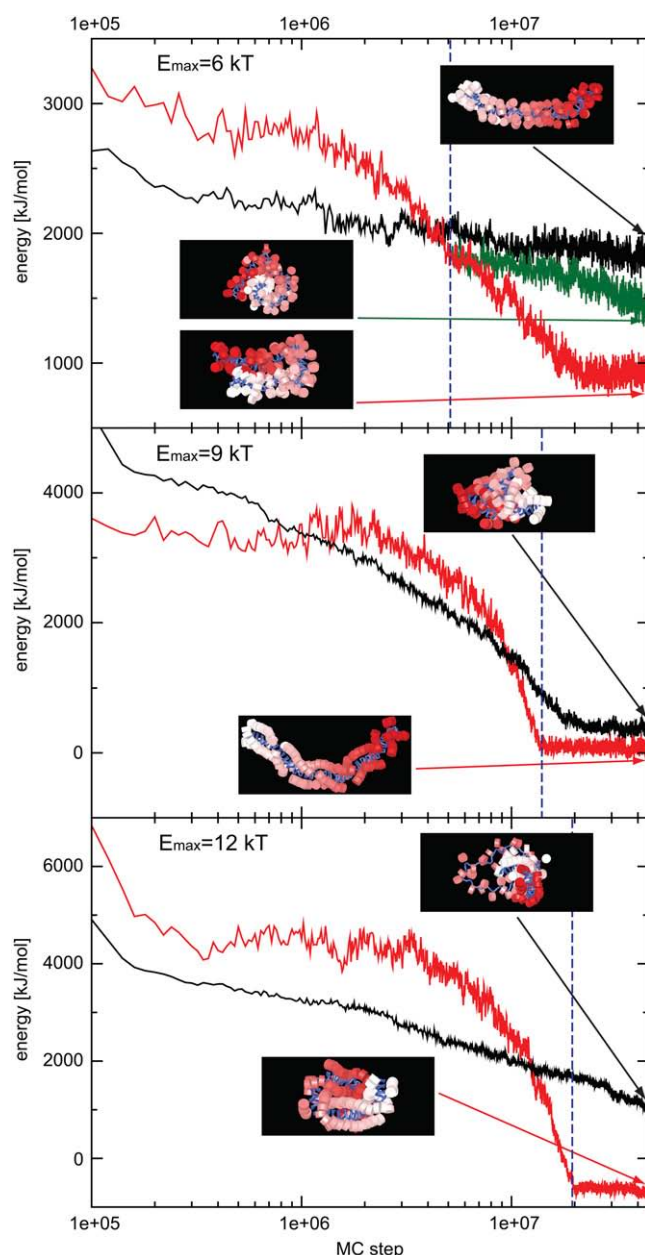 1e+05 1e+06 1e+07
Emax=6 kT
3000
2000
1000
energy [kJ/mol]
Emax=9 kT
4000
2000
0
energy [kJ/mol]
Emax=12 kT
6000
4000
2000
0
energy [kJ/mol]
1e+05 1e+06 1e+07
MC step